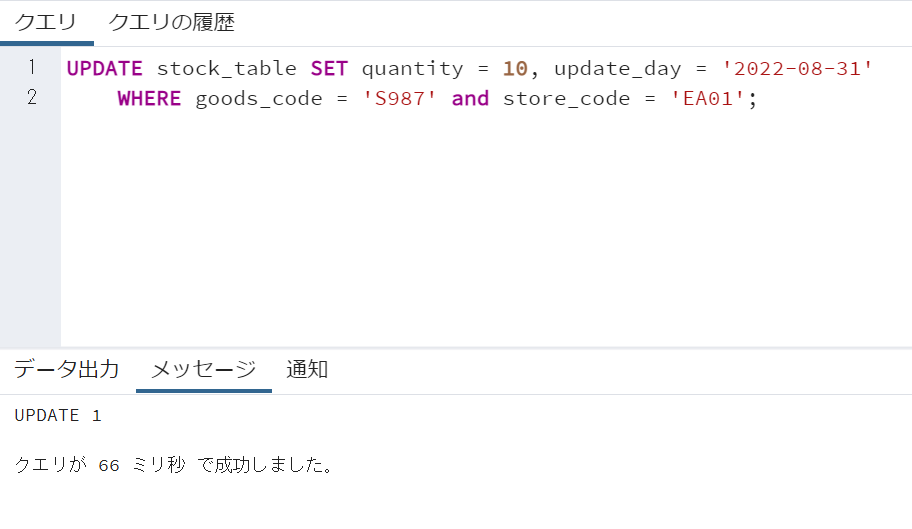 クエリ クエリの履歴
1 UPDATE stock_table SET quantity = 10, update_day = '2022-08-31'
2 WHERE goods_code = 'S987' and store_code = 'EA01';
データ出力 メッセージ 通知
UPDATE 1
クエリが 66 ミリ秒 で成功しました。